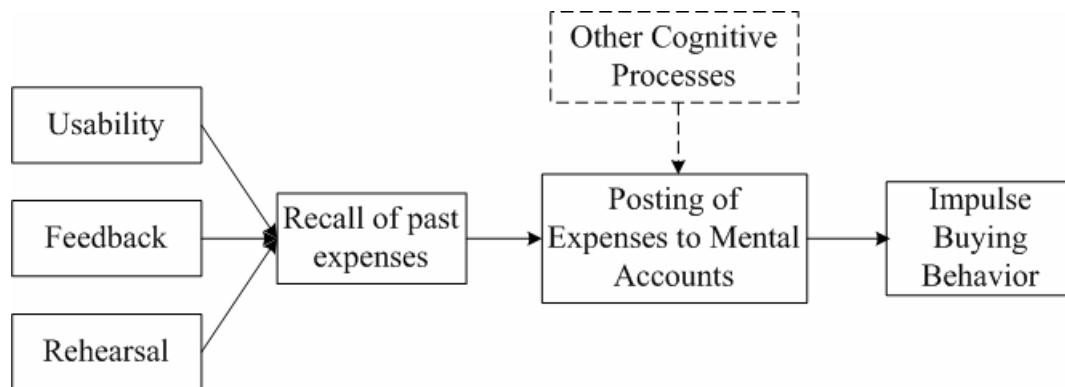 Other Cognitive
Processes
Usability
Feedback
Rehearsal
Recall of past
expenses
Posting of
Expenses to Mental
Accounts
Impulse
Buying
Behavior